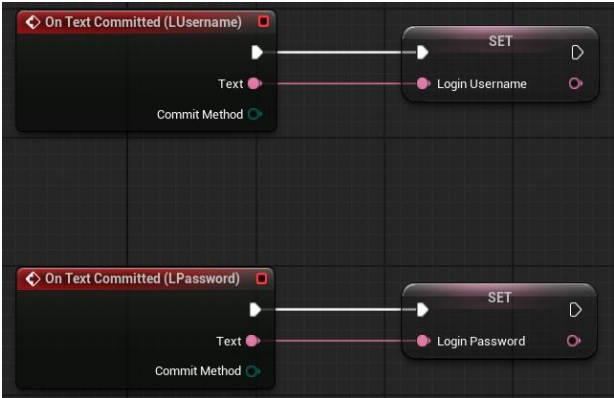 On Text Committed (LUsername)
SET
Text
Login Username
Commit Method
On Text Committed (LPassword)
SET
Text
Login Password
Commit Method